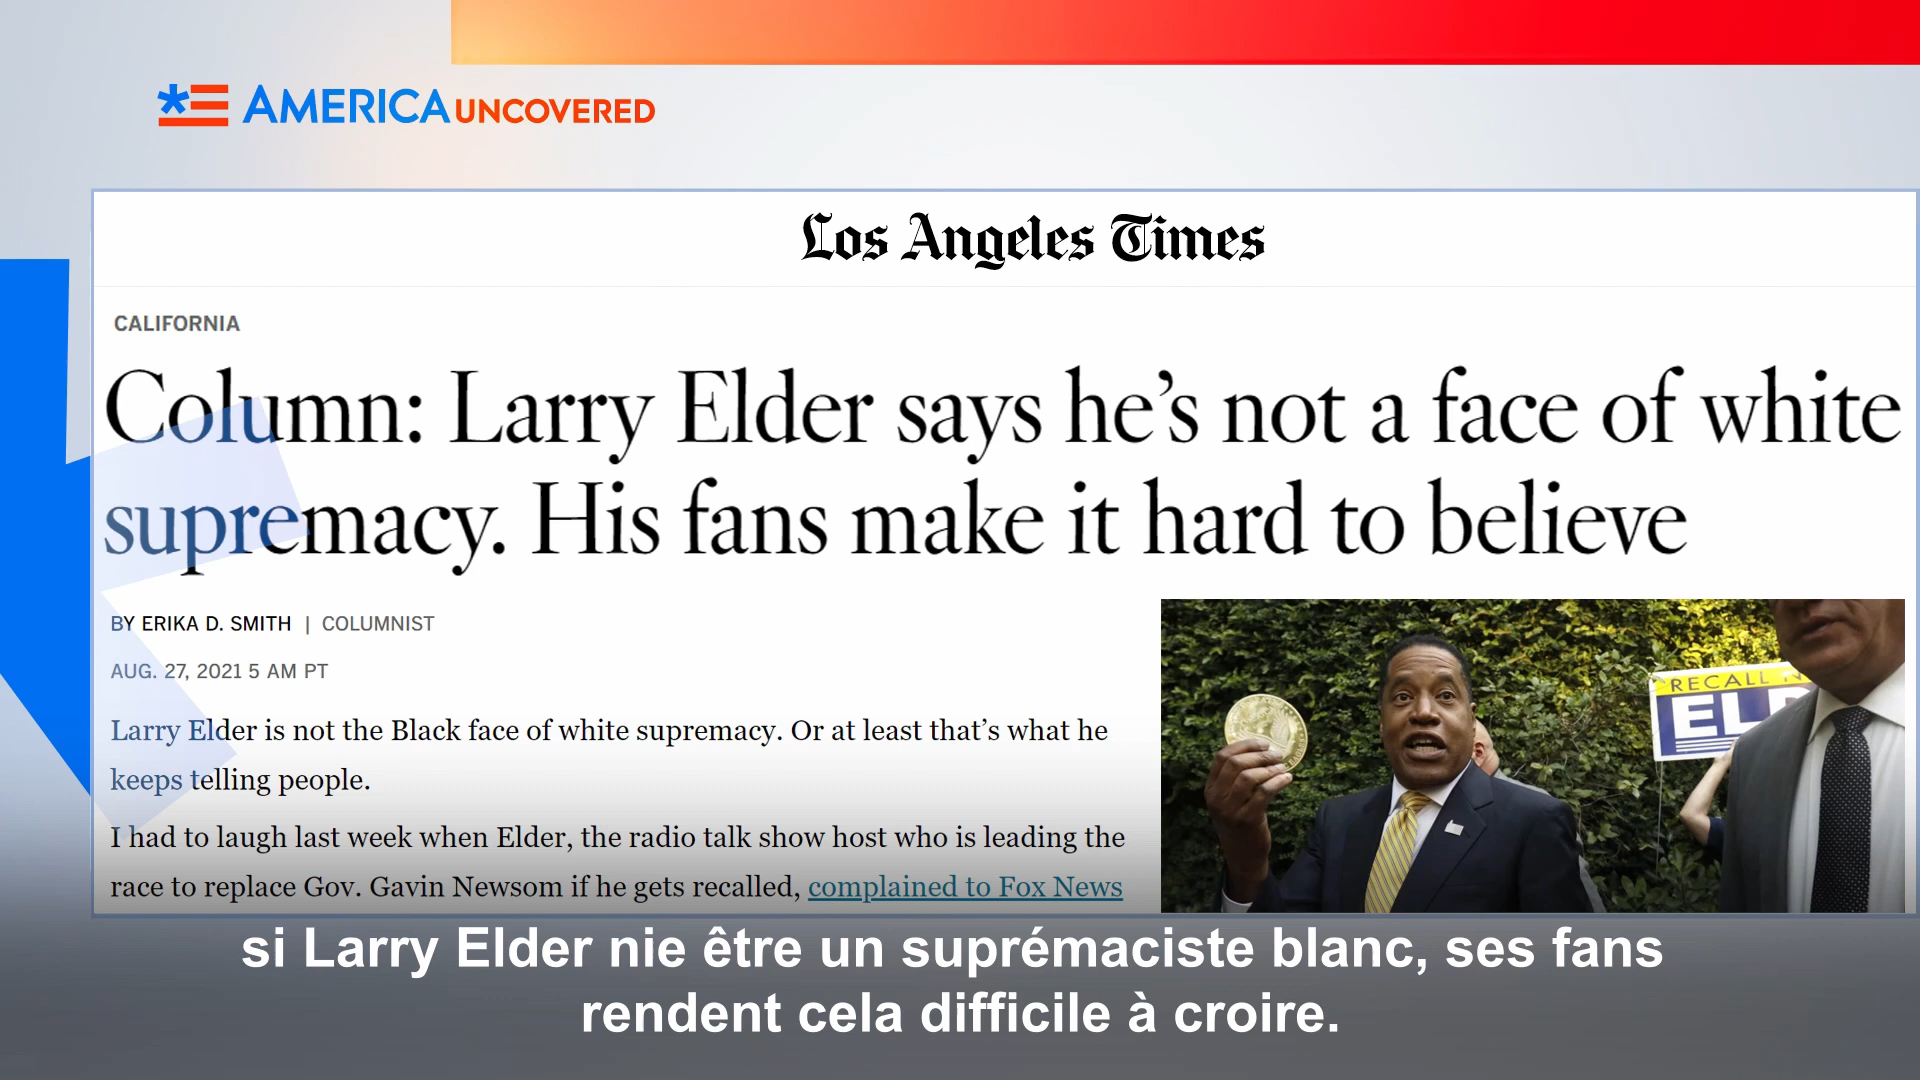 AMERICA UNCOVERED
Los Angeles Times
CALIFORNIA
Column: Larry Elder says he’s not a face of white
supremacy. His fans make it hard to believe
BY ERIKA D. SMITH | COLUMNIST
AUG. 27, 2021 5 AM PT
Larry Elder is not the Black face of white supremacy. Or at least that’s what he
keeps telling people.
I had to laugh last week when Elder, the radio talk show host who is leading the
race to replace Gov. Gavin Newsom if he gets recalled, complained to Fox News
RECALL
EL
si Larry Elder nie être un suprémaciste blanc, ses fans
rendent cela difficile à croire.